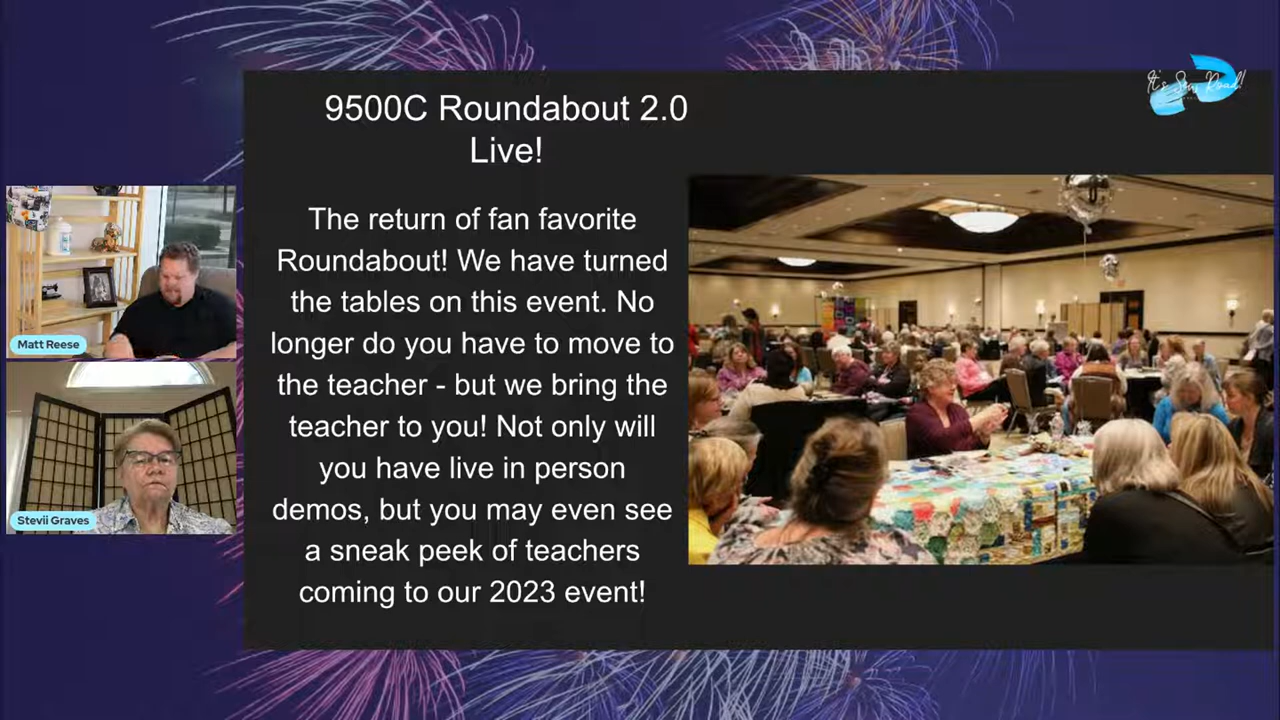 9500C Roundabout 2.0
Live!
It's Sew Road!
The return of fan favorite
Roundabout! We have turned
the tables on this event. No
longer do you have to move to
the teacher - but we bring the
teacher to you! Not only will
you have live in person
demos, but you may even see
a sneak peek of teachers
coming to our 2023 event!
Matt Reese
Stevii Graves